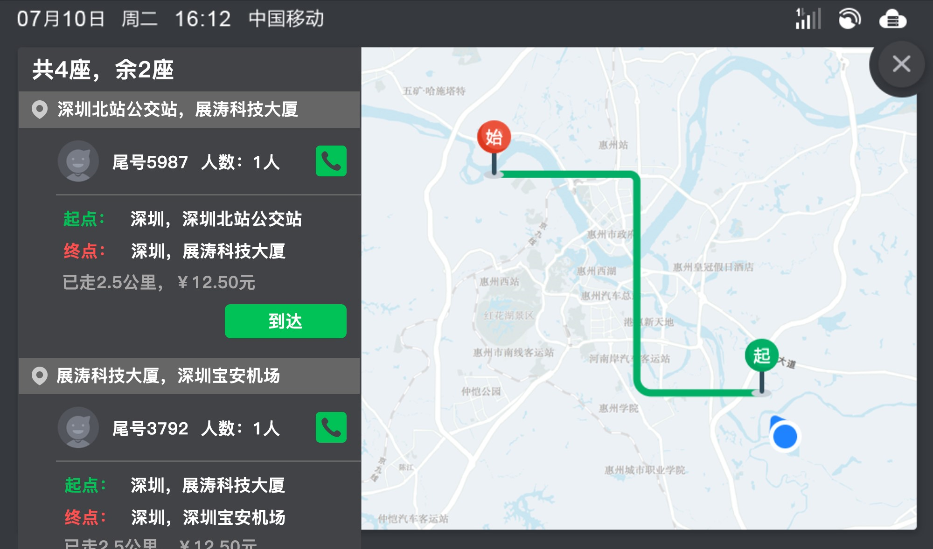 07月10日 周二 16:12 中国移动
共4座，余2座
深圳北站公交站，展涛科技大厦
尾号5987 人数：1人
起点： 深圳，深圳北站公交站
终点： 深圳，展涛科技大厦
已走2.5公里，￥12.50元
到达
展涛科技大厦，深圳宝安机场
尾号3792 人数：1人
起点： 深圳，展涛科技大厦
终点： 深圳，深圳宝安机场
已走2.5公里，￥12.50元
五矿·哈施塔特
始
惠州站
京九线
惠州市政府
惠州西湖
惠州皇冠假日酒店
惠州西站
惠州汽车总
红花湖景区
港惠新天地
惠州市南线客运站
河南岸汽车客运站
起
大道
仲恺公园
惠州学院
京九线
陈江
惠州城市职业学院
仲恺汽车客运站